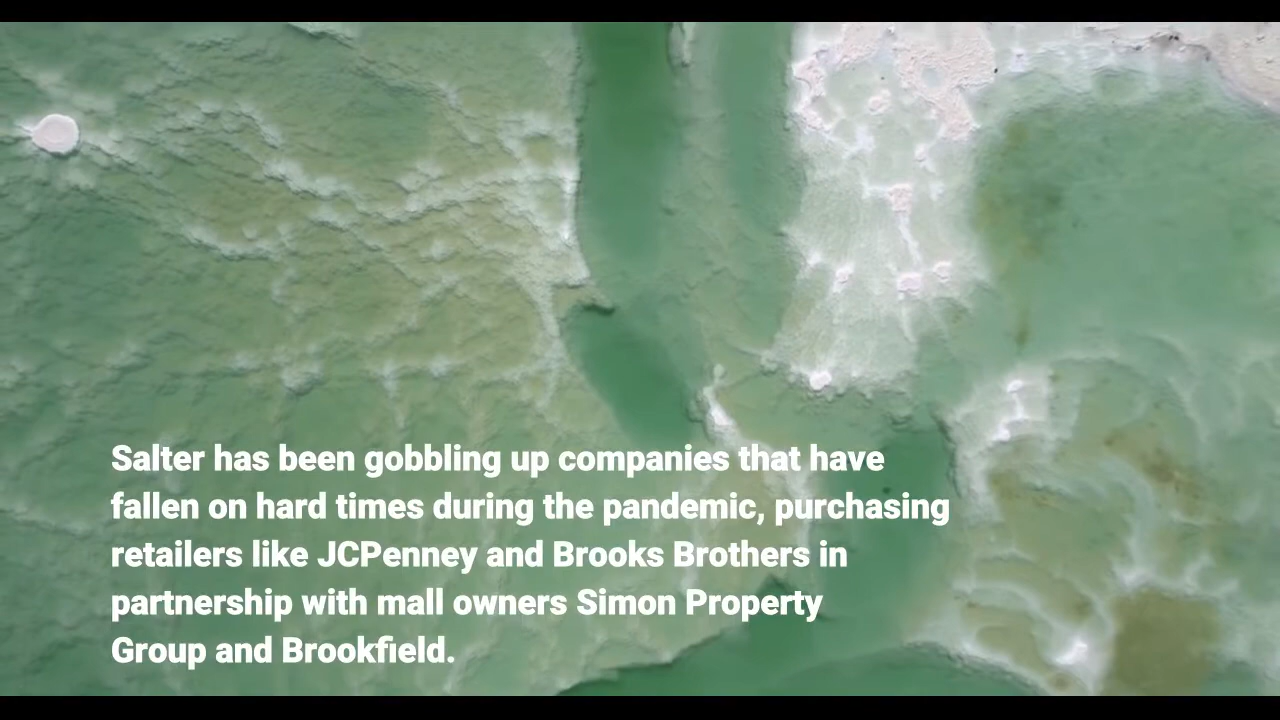 Salter has been gobbling up companies that have
fallen on hard times during the pandemic, purchasing
retailers like JCPenney and Brooks Brothers in
partnership with mall owners Simon Property
Group and Brookfield.